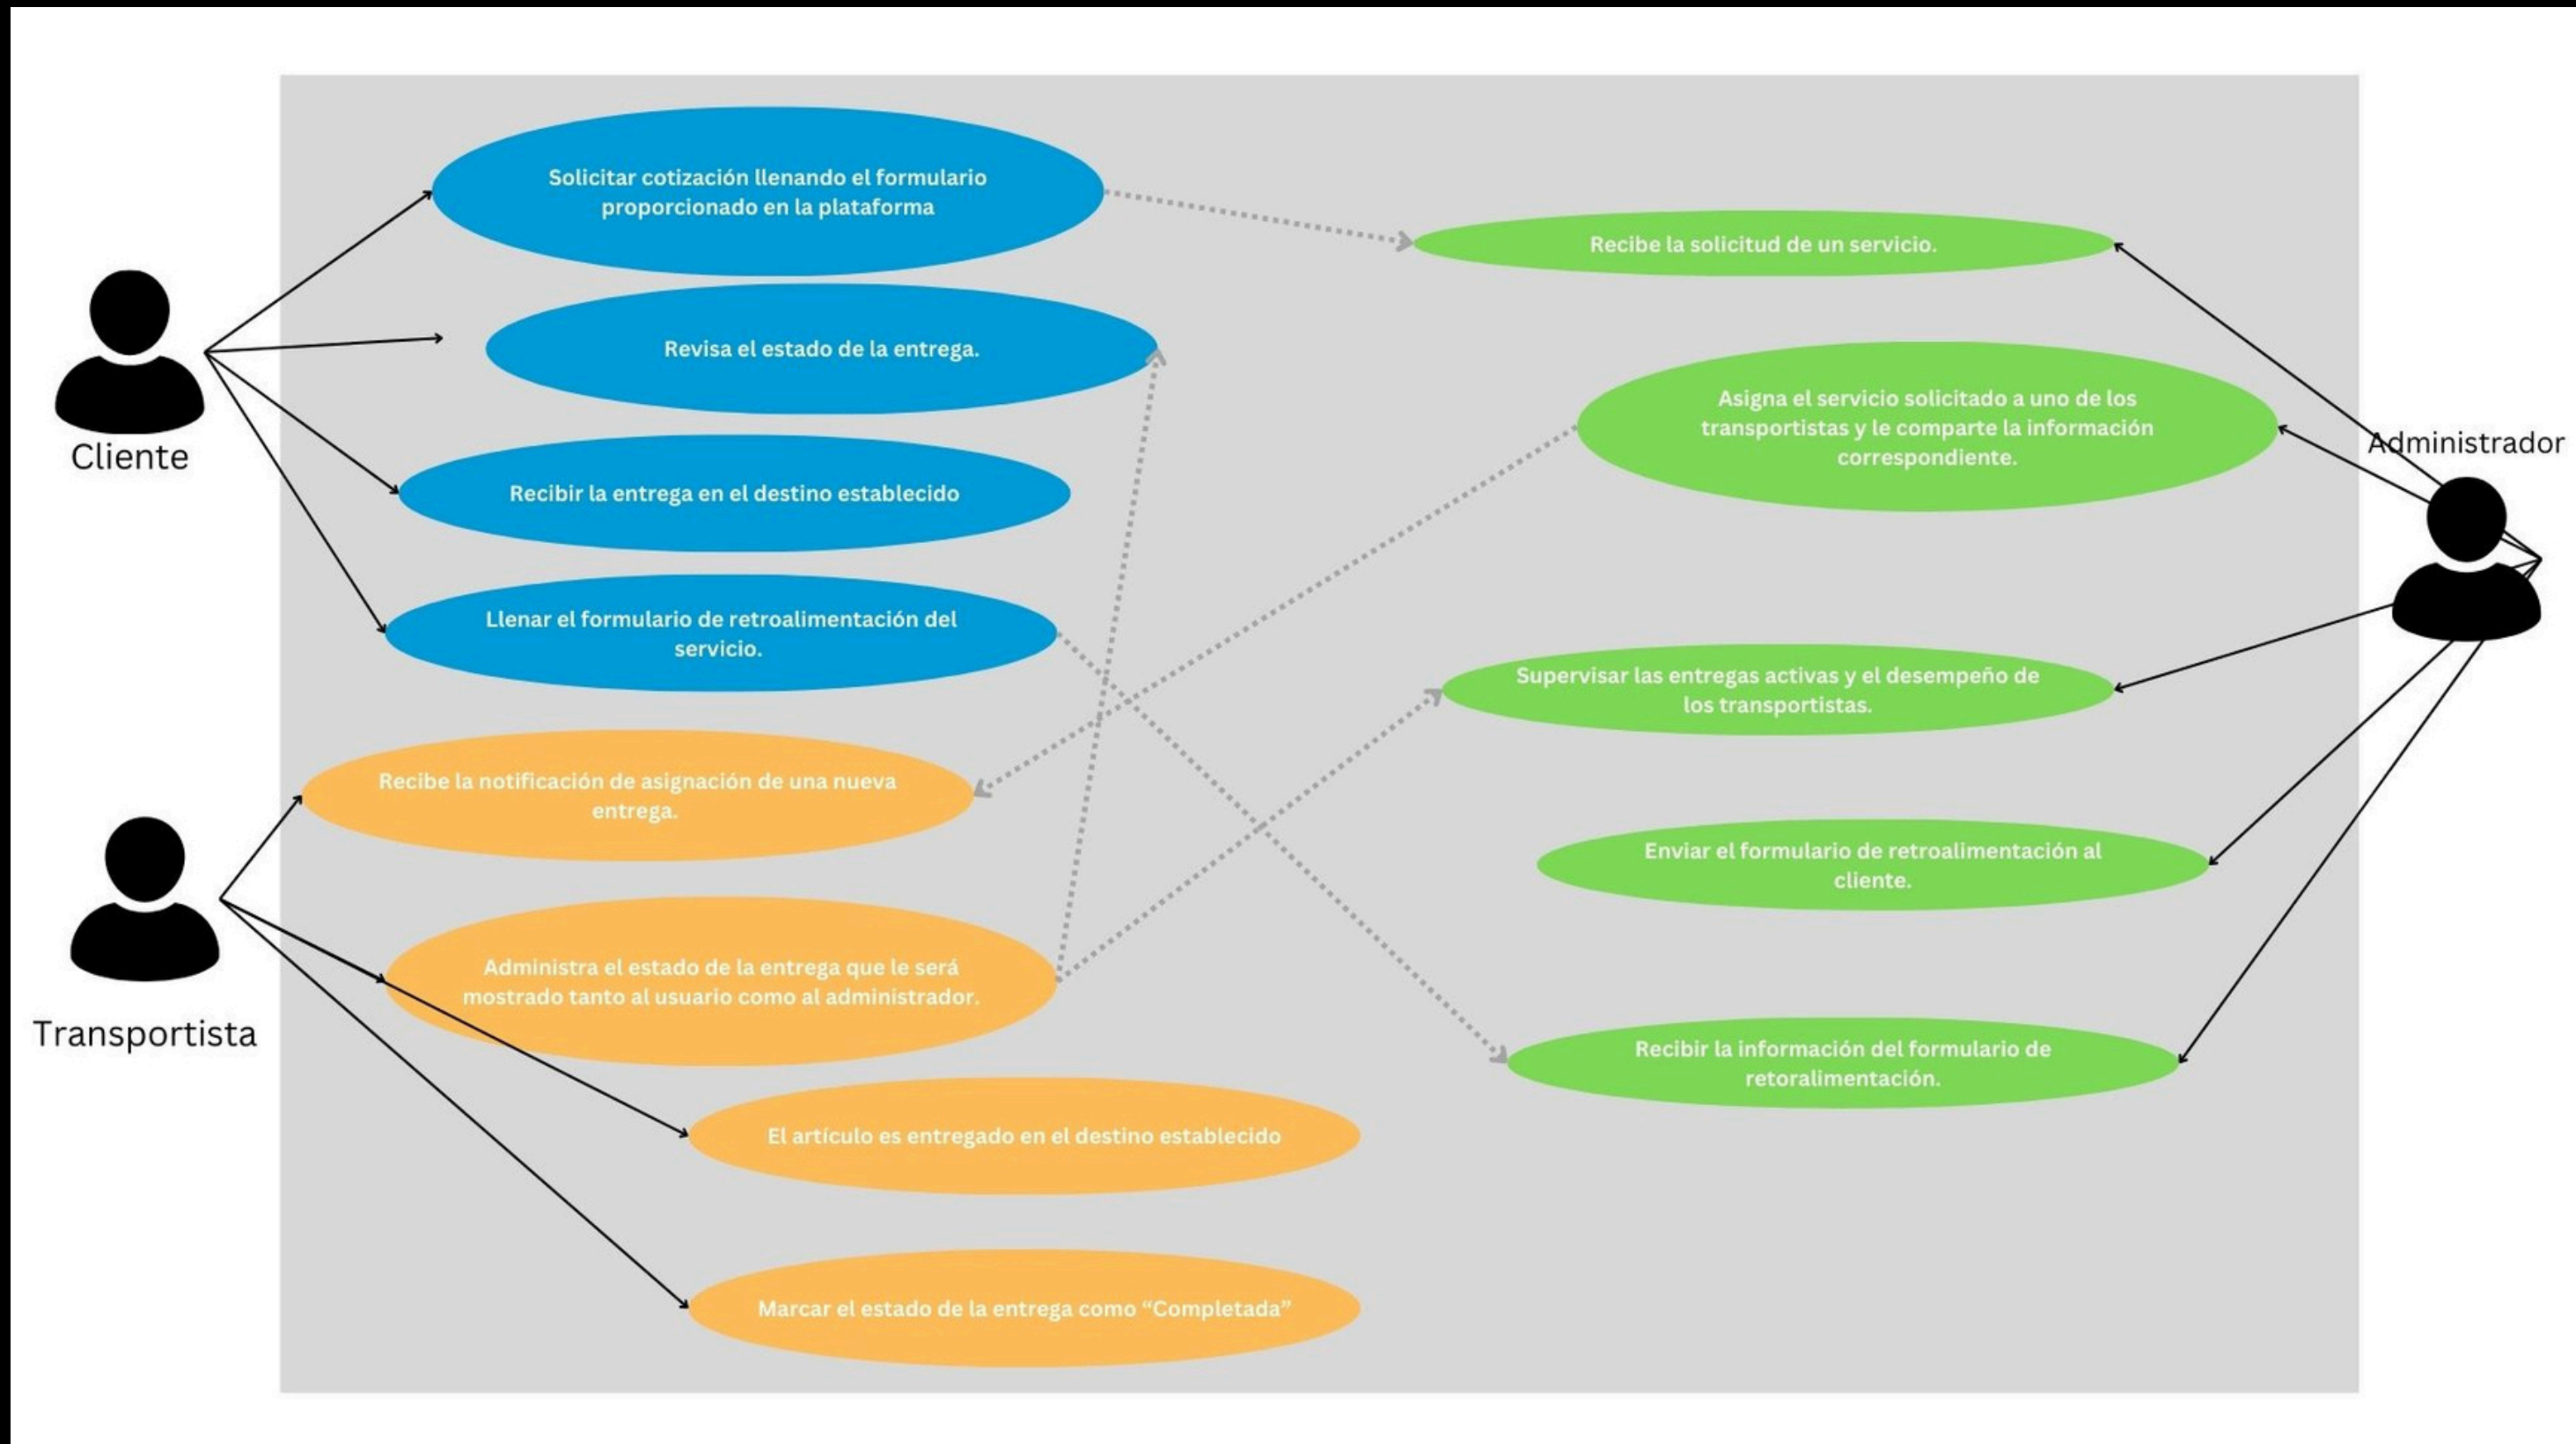 Solicitar cotización llenando el formulario
proporcionado en la plataforma
Revisa el estado de la entrega.
Cliente
Recibir la entrega en el destino establecido
Llenar el formulario de retroalimentación del
servicio.
Recibe la notificación de asignación de una nueva
entrega.
Administra el estado de la entrega que le será
mostrado tanto al usuario como al administrador.
Transportista
El artículo es entregado en el destino establecido
Marcar el estado de la entrega como “Completada”
Recibe la solicitud de un servicio.
Asigna el servicio solicitado a uno de los
transportistas y le comparte la información
correspondiente.
Administrador
Supervisar las entregas activas y el desempeño de
los transportistas.
Enviar el formulario de retroalimentación al
cliente.
Recibir la información del formulario de
retoralimentación.